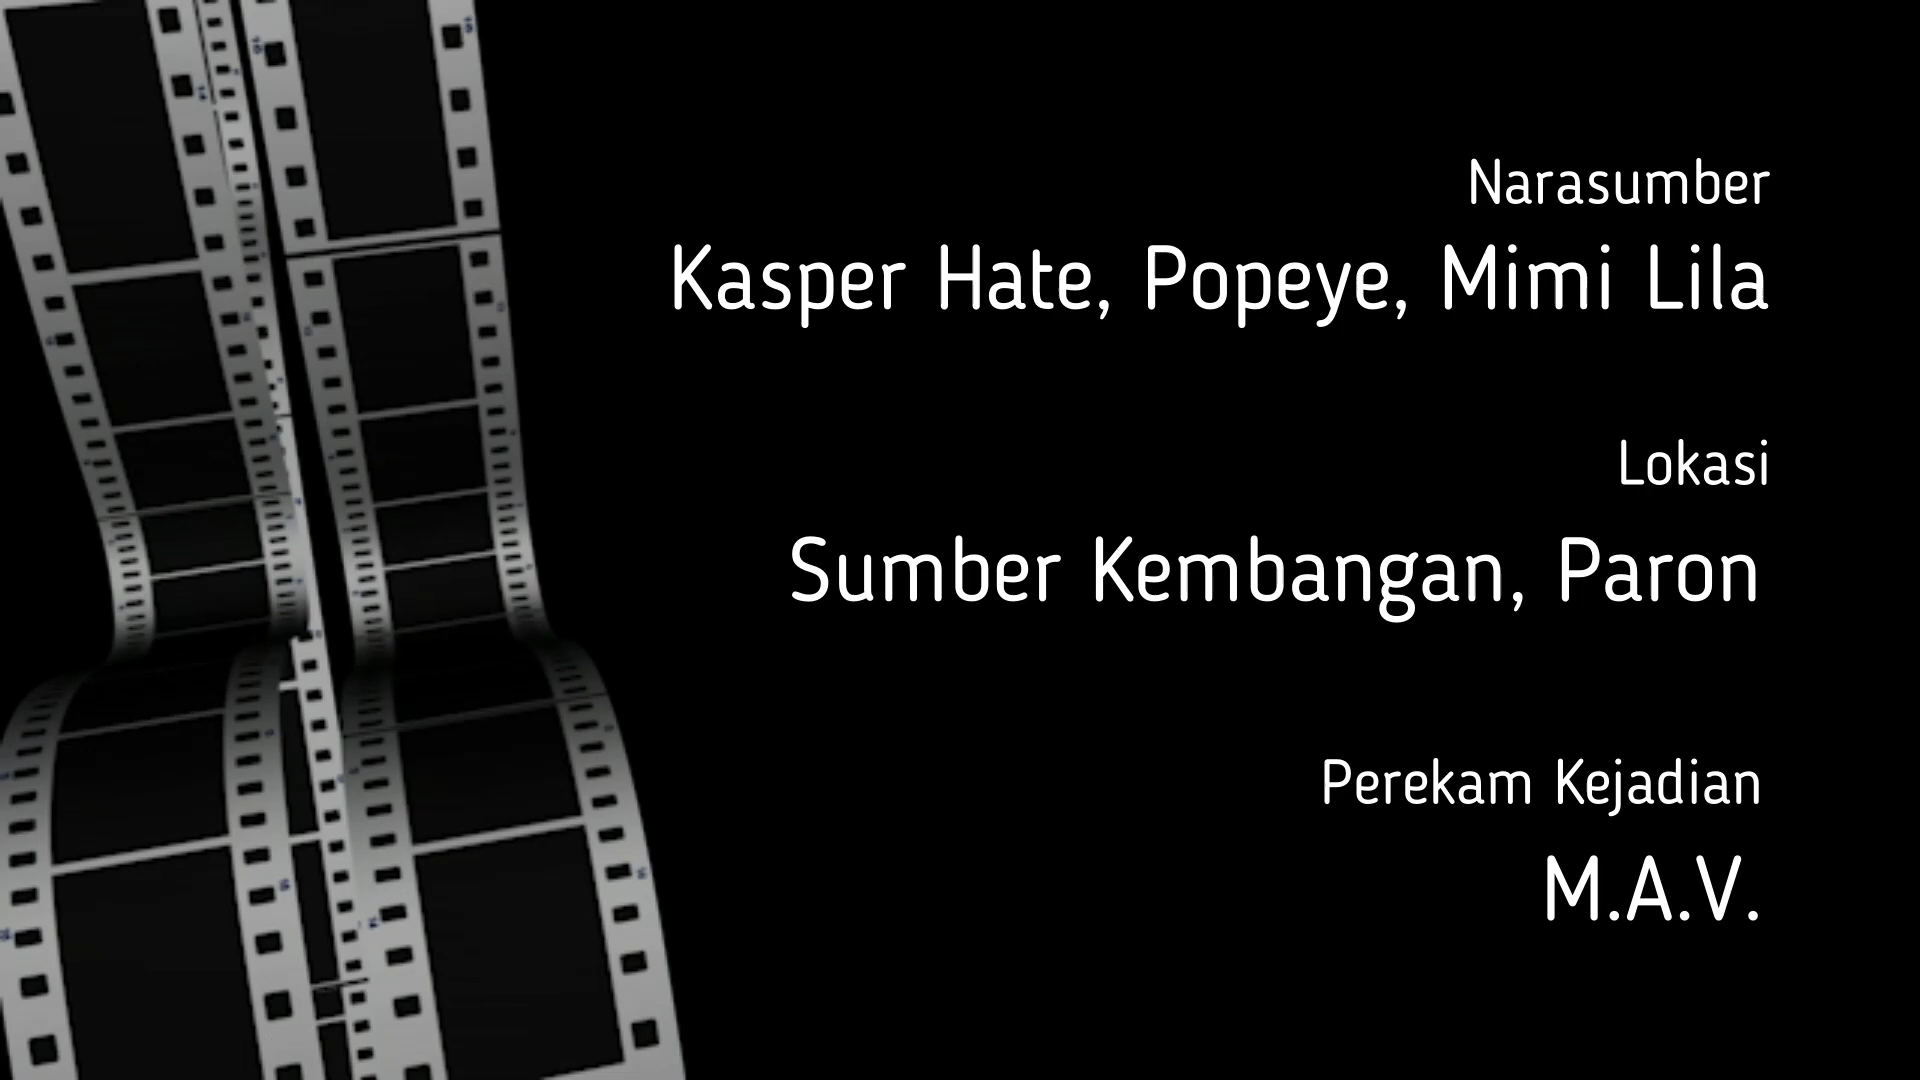 Narasumber
Kasper Hate, Popeye, Mimi Lila
Lokasi
Sumber Kembangan, Paron
Perekam Kejadian
M.A.V.